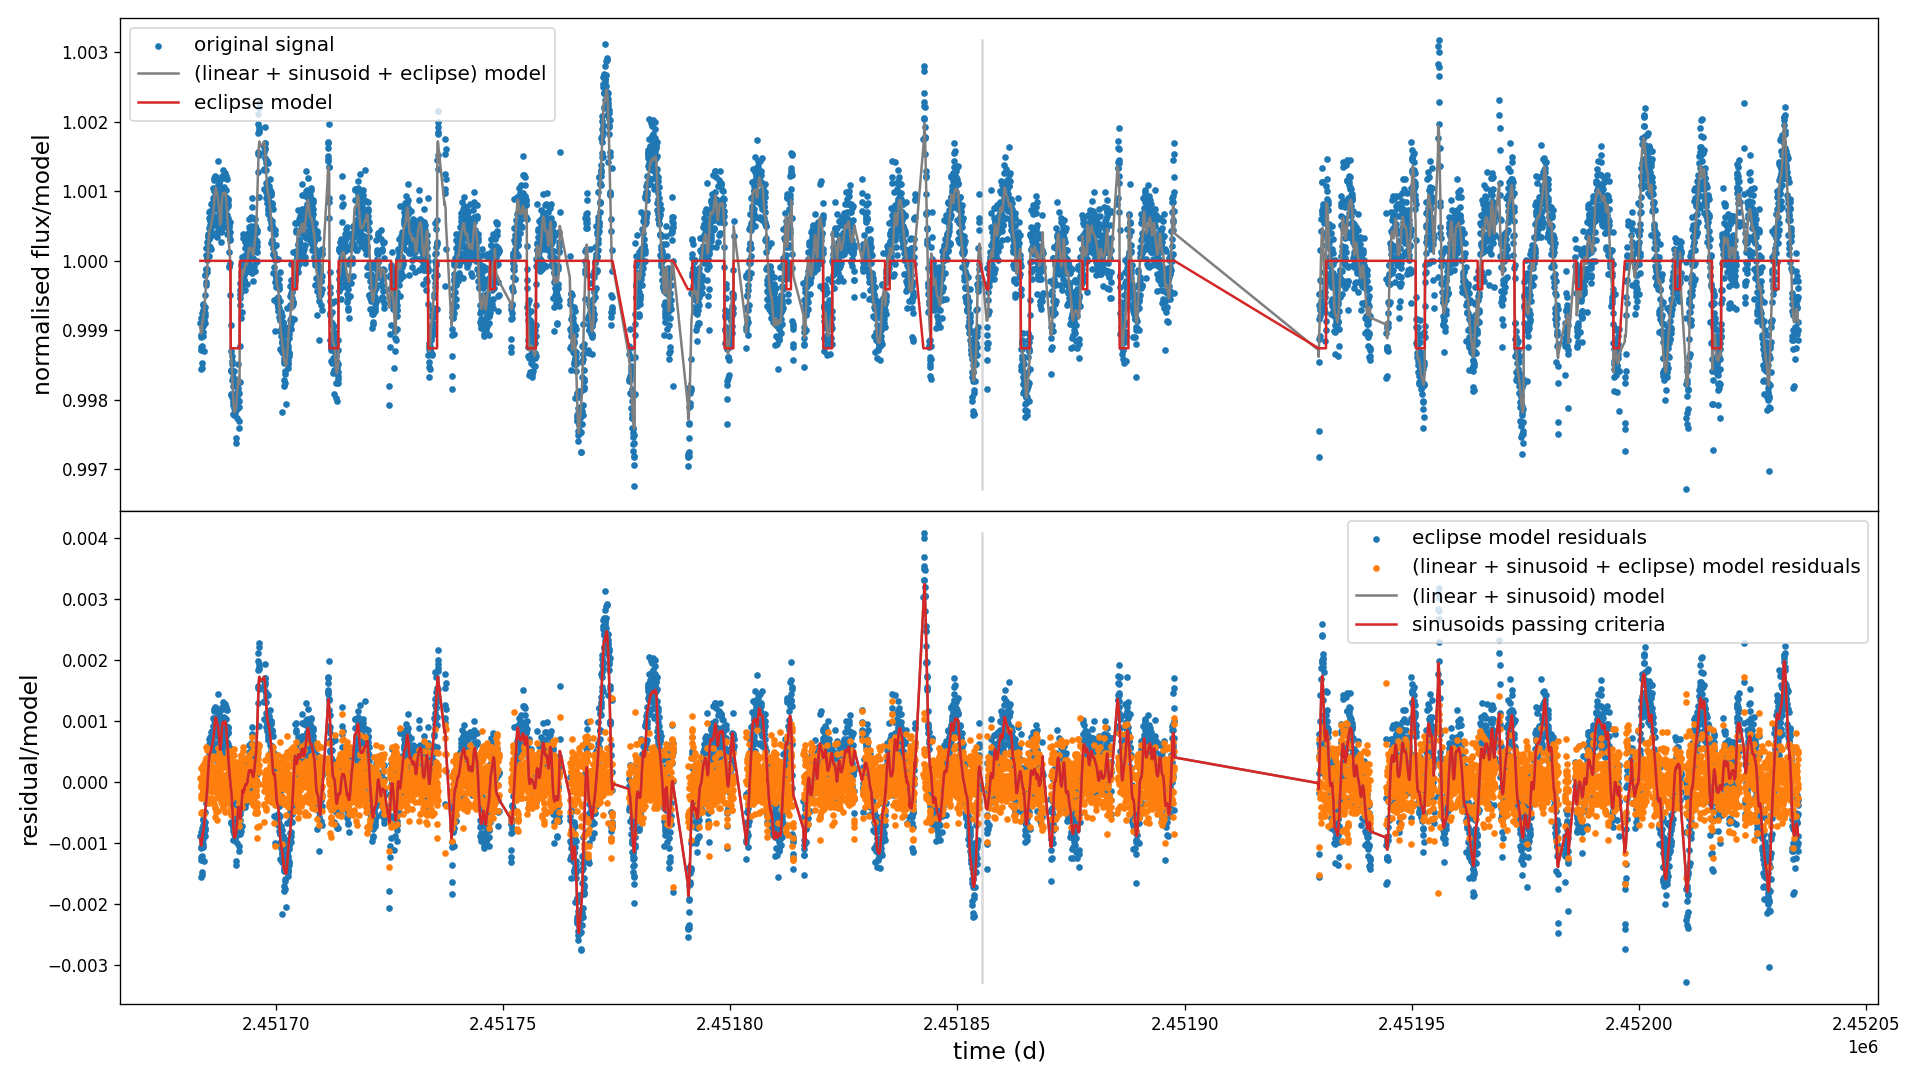 original signal
(linear + sinusoid + eclipse) model
eclipse model
normalised flux/model
1.003
1.002
1.001
1.000
0.999
0.998
0.997
eclipse model residuals
(linear + sinusoid + eclipse) model residuals
(linear + sinusoid) model
sinusoids passing criteria
residual/model
0.004
0.003
0.002
0.001
0.000
−0.001
−0.002
−0.003
2.45170 2.45175 2.45180 2.45185 2.45190 2.45195 2.45200 2.45205
1e6
time (d)